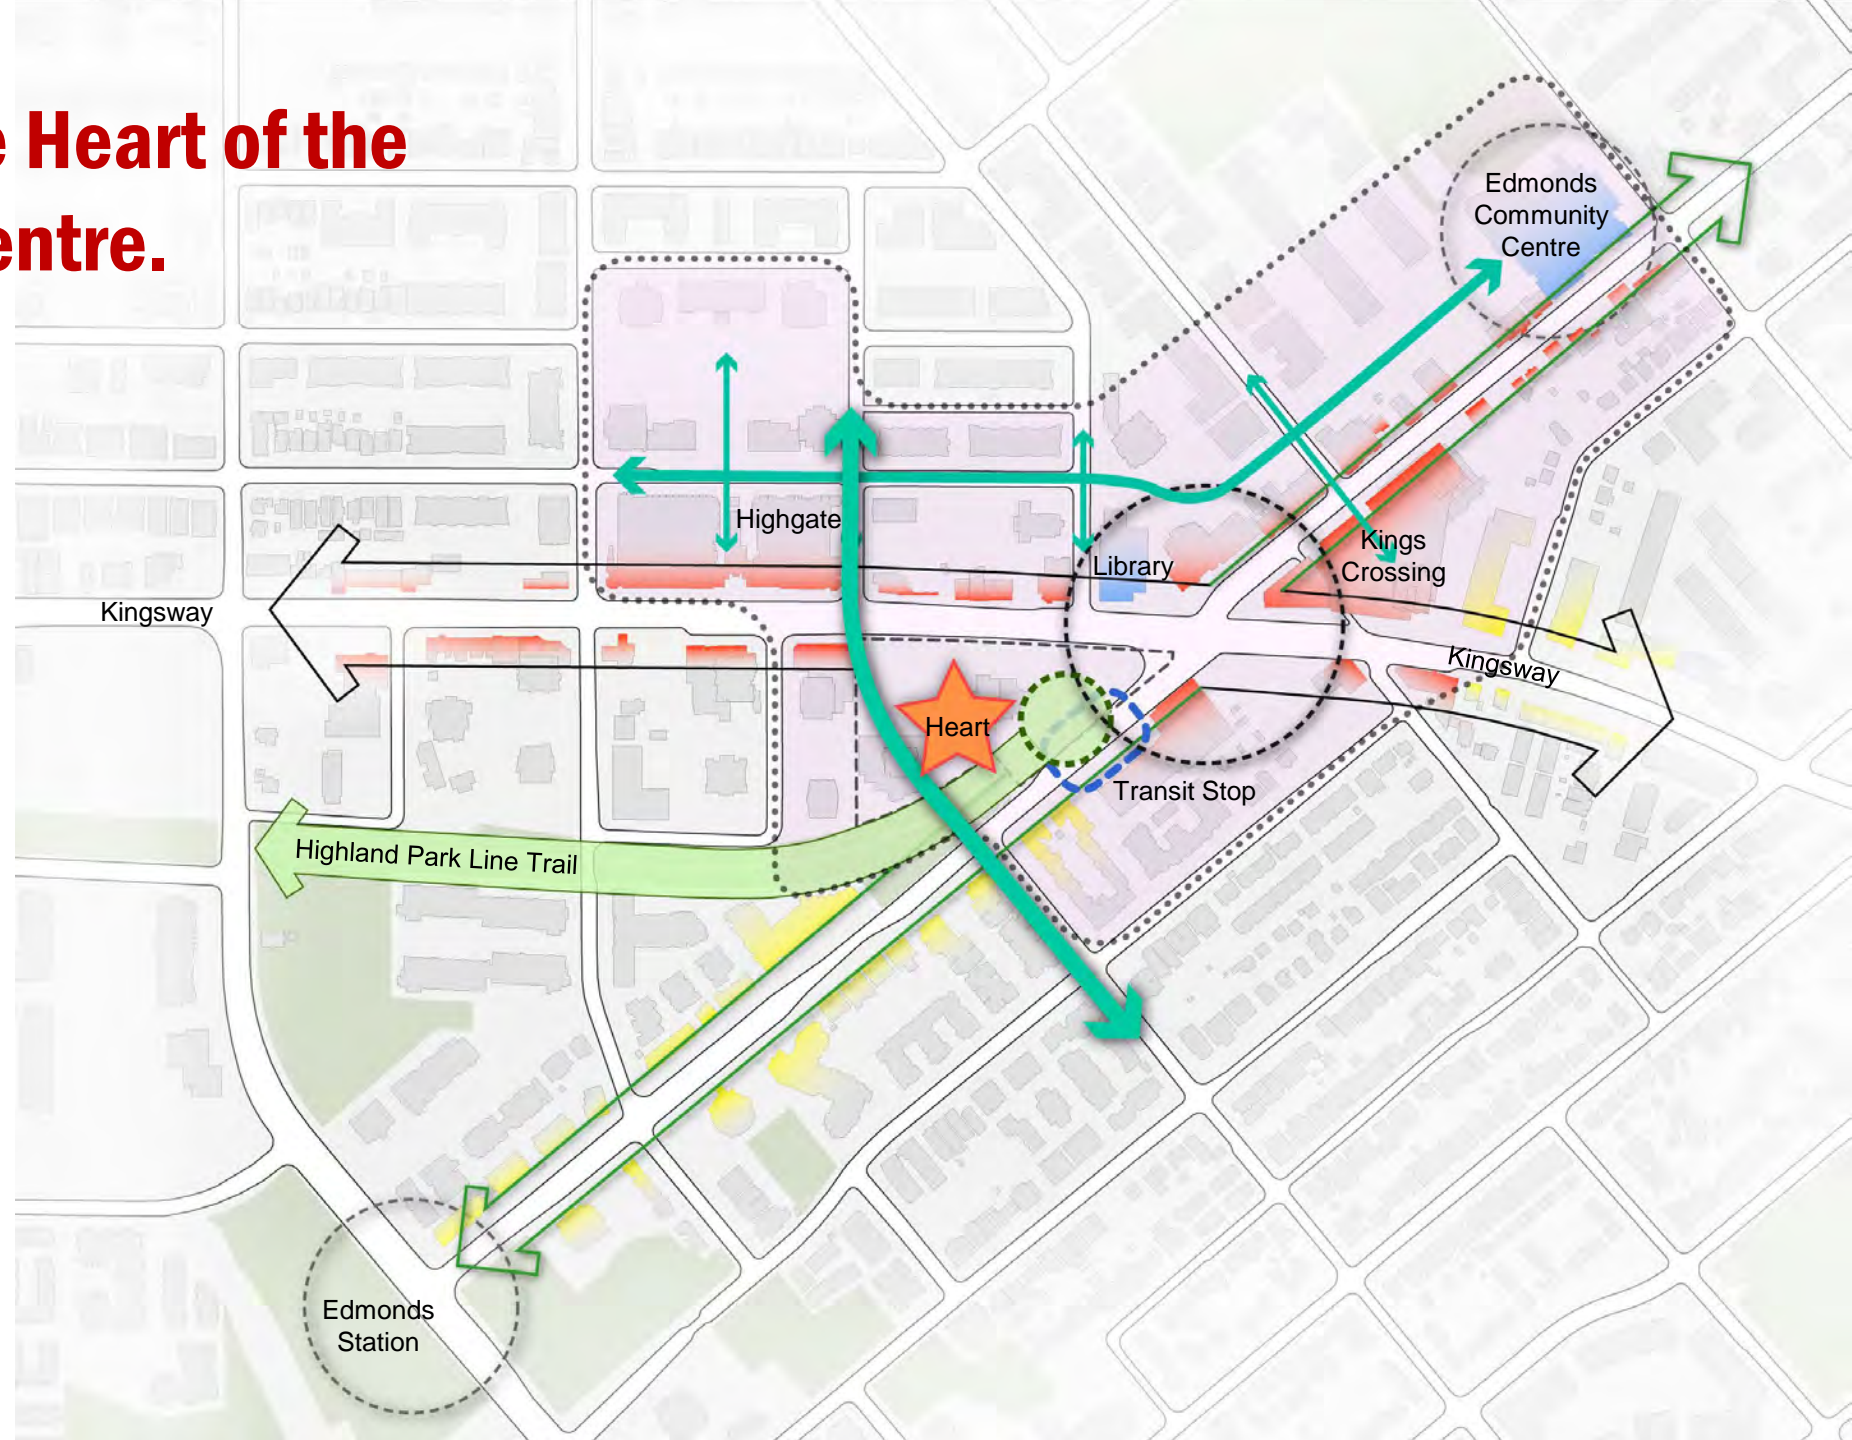 e Heart of the
entre.
Edmonds
Community
Centre
Highgate
Kings
Crossing
Library
Kingsway
Kingsway
Heart
Transit Stop
Highland Park Line Trail
Edmonds
Station